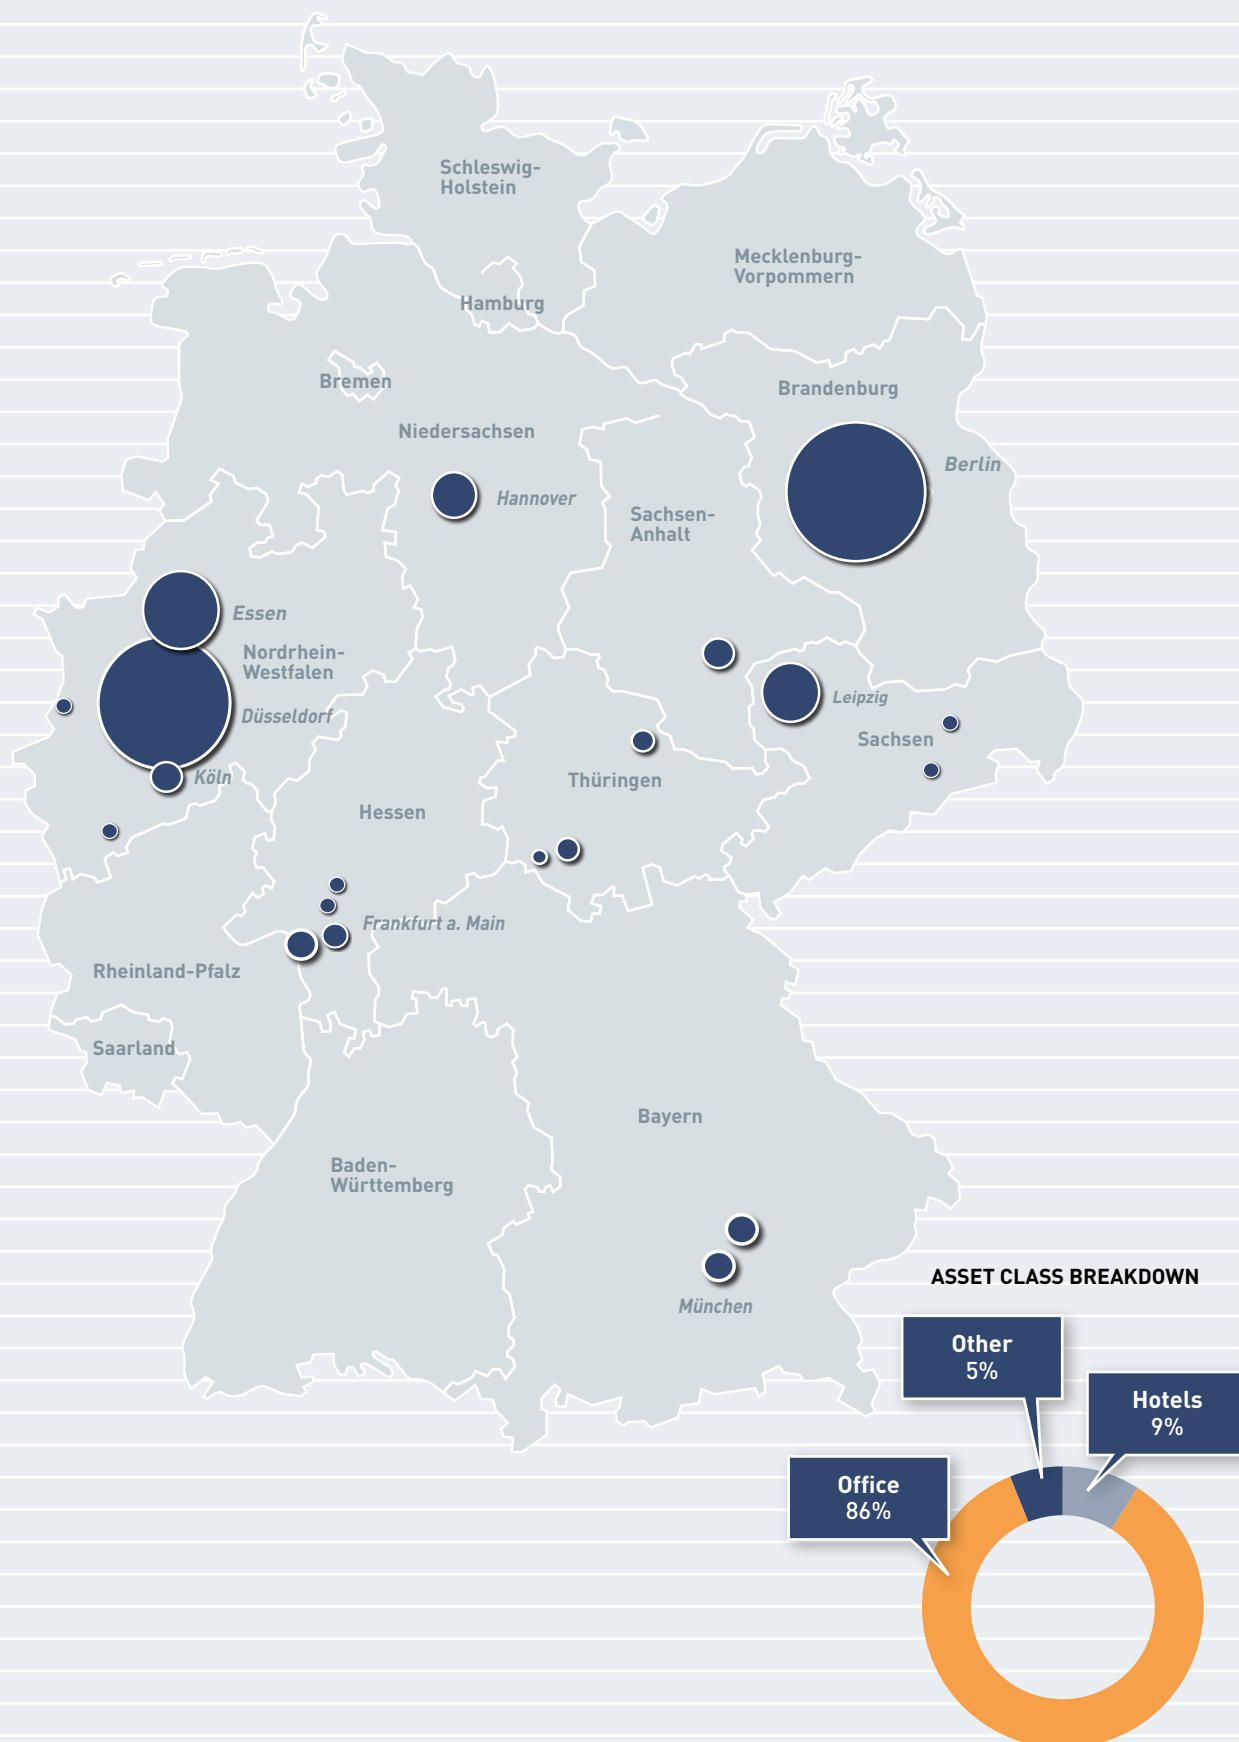 Schleswig-
Holstein
Mecklenburg-
Vorpommern
Hamburg
Bremen
Brandenburg
Niedersachsen
Berlin
Hannover
Sachsen-
Anhalt
Essen
Nordrhein-
Westfalen
Leipzig
Düsseldorf
Sachsen
Köln
Thüringen
Hessen
Frankfurt a. Main
Rheinland-Pfalz
Saarland
Bayern
Baden-
Württemberg
München
ASSET CLASS BREAKDOWN
Other
5%
Hotels
9%
Office
86%